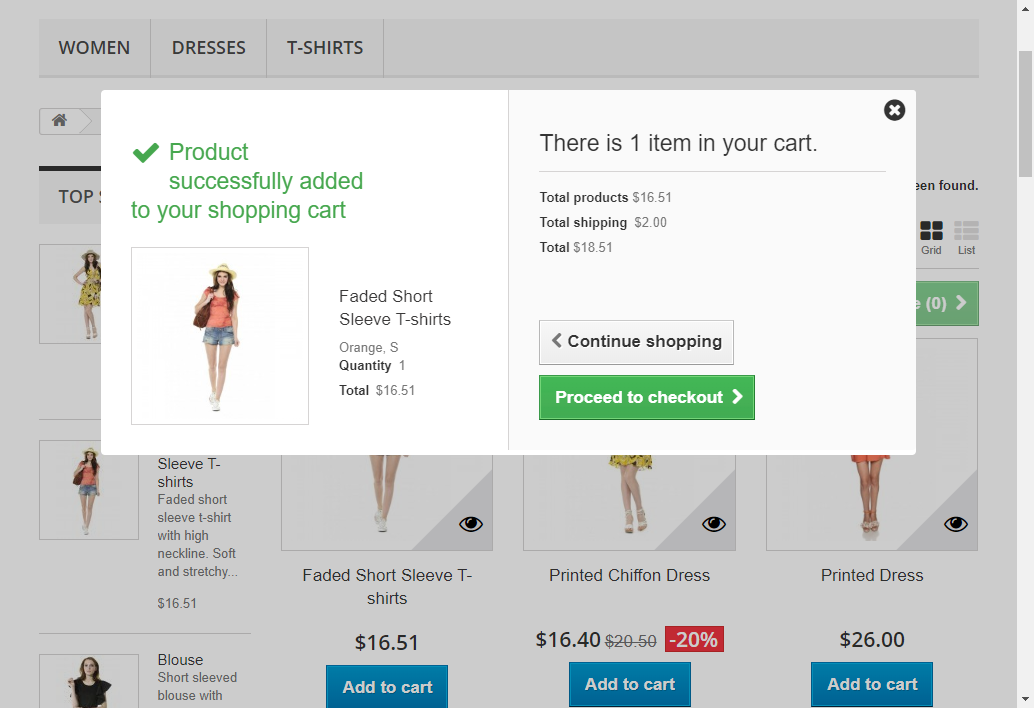 WOMEN
DRESSES
T-SHIRTS
Product
successfully added
to your shopping cart
Faded Short
Sleeve T-shirts
Orange, S
Quantity 1
Total $16.51
There is 1 item in your cart.
Total products $16.51
Total shipping $2.00
Total $18.51
Continue shopping
Proceed to checkout
TOP
been found.
Grid
List
(0)
Sleeve T-
shirts
Faded short
sleeve t-shirt
with high
neckline. Soft
and stretchy...
$16.51
Blouse
Short sleeved
blouse with
Faded Short Sleeve T-
shirts
$16.51
Add to cart
Printed Chiffon Dress
$16.40 $20.50 -20%
Add to cart
Printed Dress
$26.00
Add to cart